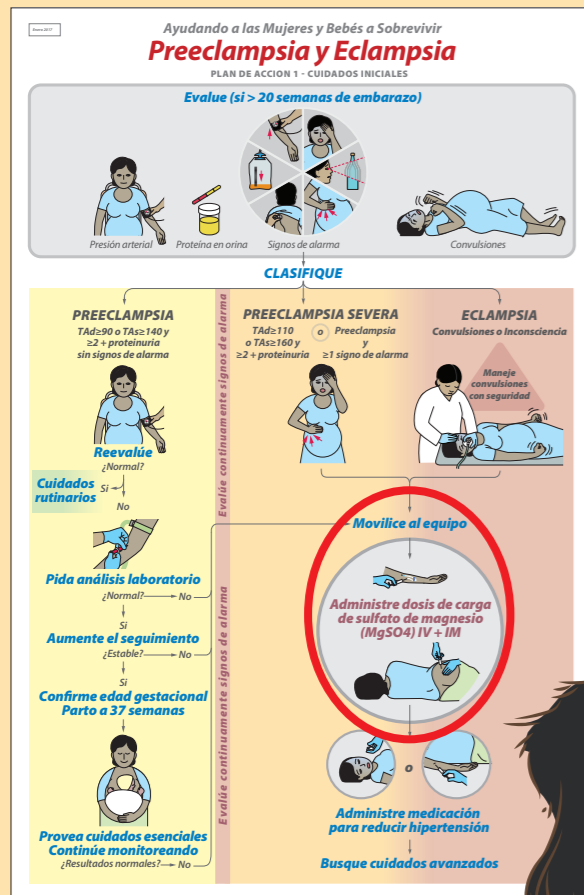 Enero 2017
Ayudando a las Mujeres y Bebés a Sobrevivir
Preeclampsia y Eclampsia
PLAN DE ACCION 1 - CUIDADOS INICIALES
Evalue (si > 20 semanas de embarazo)
Presión arterial
Proteína en orina
Signos de alarma
Convulsiones
CLASIFIQUE
PREECLAMPSIA
TAd≥90 o TAs≥140 y
≥2 + proteinuria
sin signos de alarma
Reevalúe
¿Normal?
Cuidados
rutinarios
Si
No
Pida análisis laboratorio
¿Normal?
No
Si
Aumente el seguimiento
¿Estable?
No
Si
Confirme edad gestacional
Parto a 37 semanas
Provea cuidados esenciales
Continúe monitoreando
¿Resultados normales?
No
Evalúe continuamente signos de alarma
Evalúe continuamente signos de alarma
PREECLAMPSIA SEVERA
TAd≥110
o TAs≥160 y
≥2 + proteinuria
o
Preeclampsia
y
≥1 signo de alarma
ECLAMPSIA
Convulsiones o Inconsciencia
Maneje
convulsiones
con seguridad
Movilice al equipo
Administre dosis de carga
de sulfato de magnesio
(MgSO4) IV + IM
o
Administre medicación
para reducir hipertensión
Busque cuidados avanzados